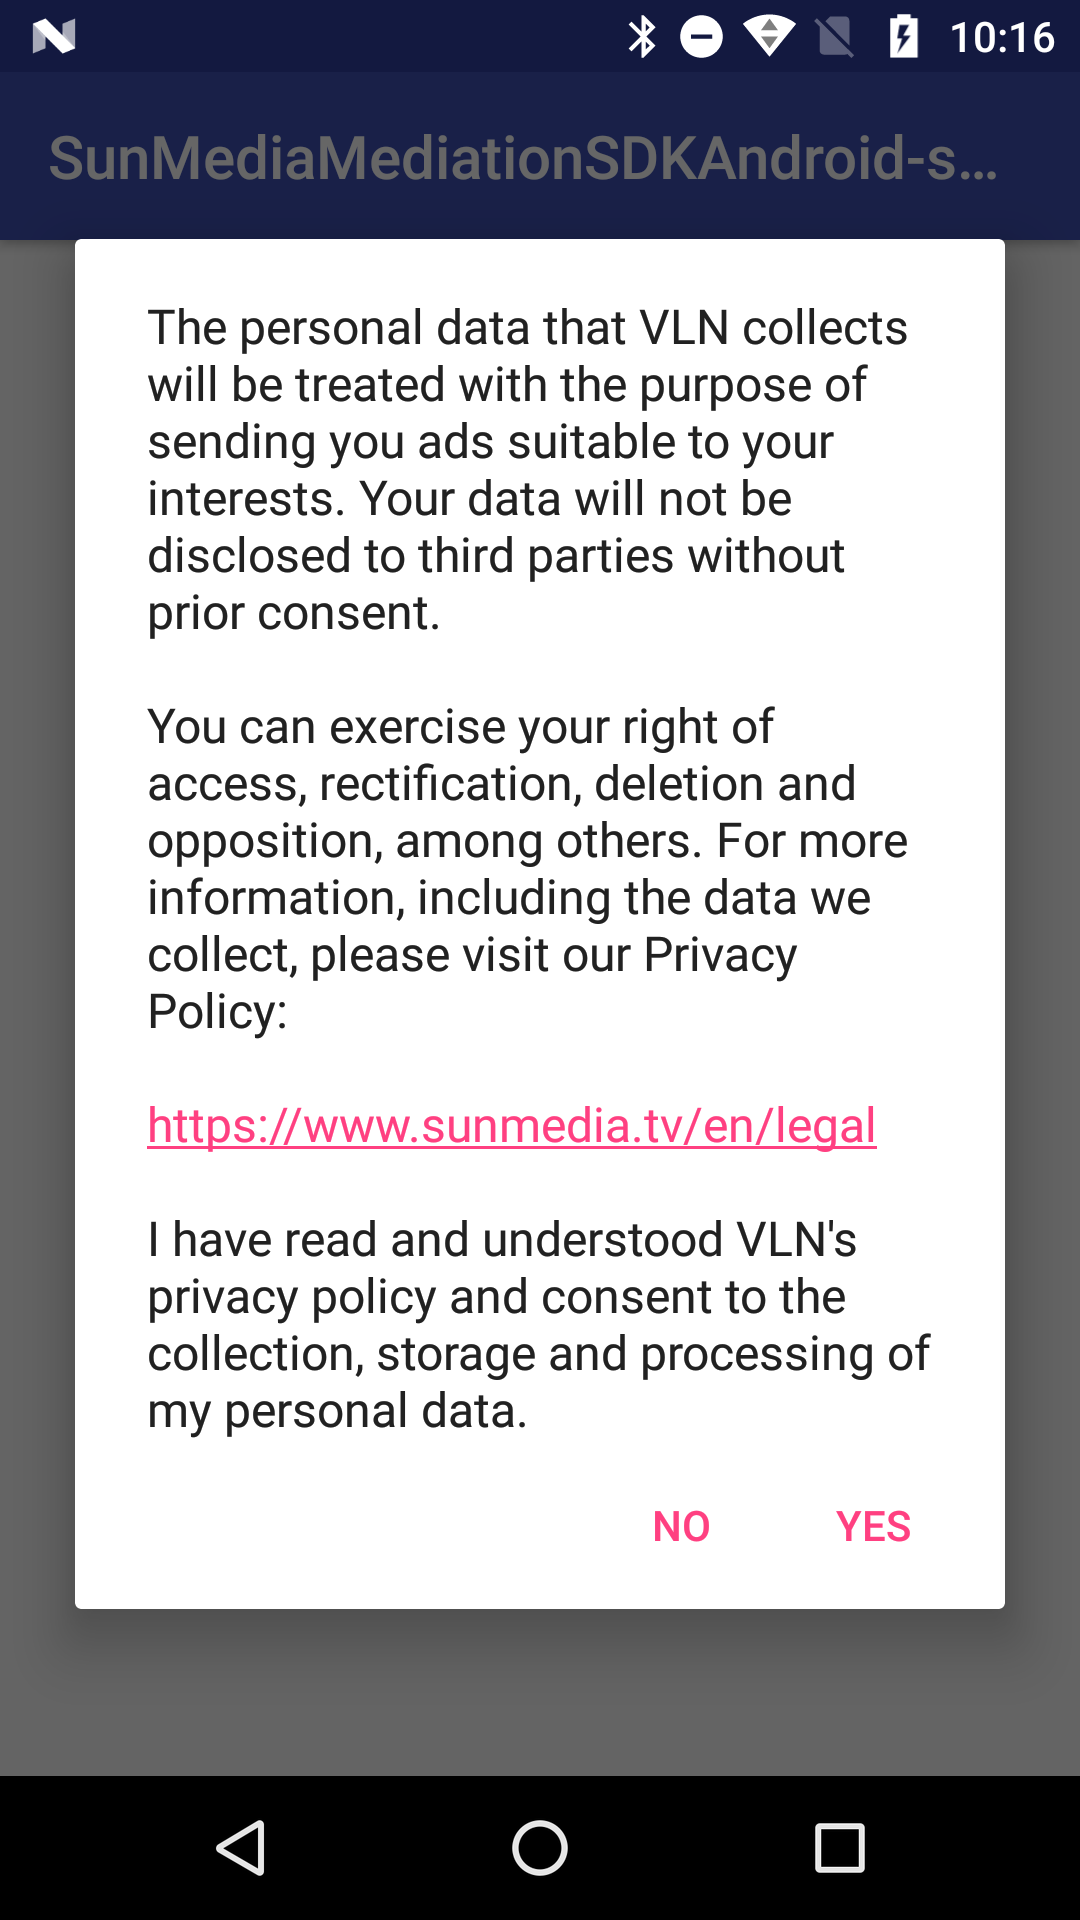 10:16
SunMediaMediationSDKAndroid-s...
The personal data that VLN collects
will be treated with the purpose of
sending you ads suitable to your
interests. Your data will not be
disclosed to third parties without
prior consent.
You can exercise your right of
access, rectification, deletion and
opposition, among others. For more
information, including the data we
collect, please visit our Privacy
Policy:
https://www.sunmedia.tv/en/legal
I have read and understood VLN's
privacy policy and consent to the
collection, storage and processing of
my personal data.
NO YES